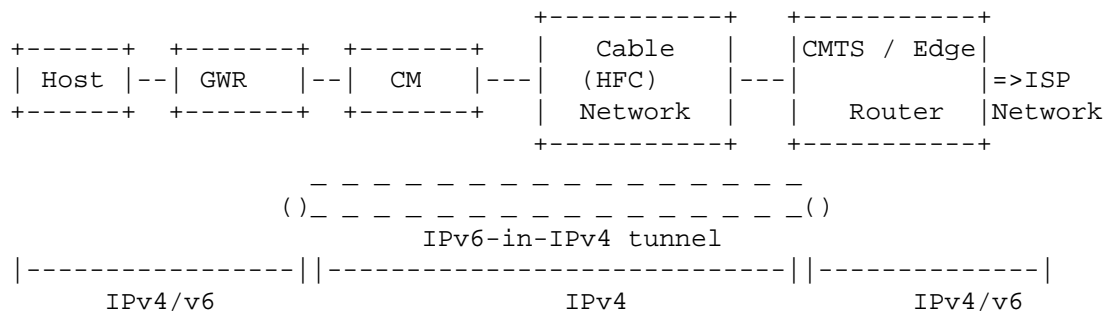 +-----------+   +-----------+
+------+  +-------+  +-------+   |   Cable   |   |CMTS / Edge|
| Host |--| GWR   |--|  CM   |---|  (HFC)    |---|           |=>ISP
+------+  +-------+  +-------+   |  Network  |   |   Router  |Network
                                  +-----------+   +-----------+
                  _ _ _ _ _ _ _ _ _ _ _ _ _ _ _ _
                ()_ _ _ _ _ _ _ _ _ _ _ _ _ _ _ _()
                         IPv6-in-IPv4 tunnel
|-----------------||-----------------------------||--------------|
      IPv4/v6                    IPv4                   IPv4/v6